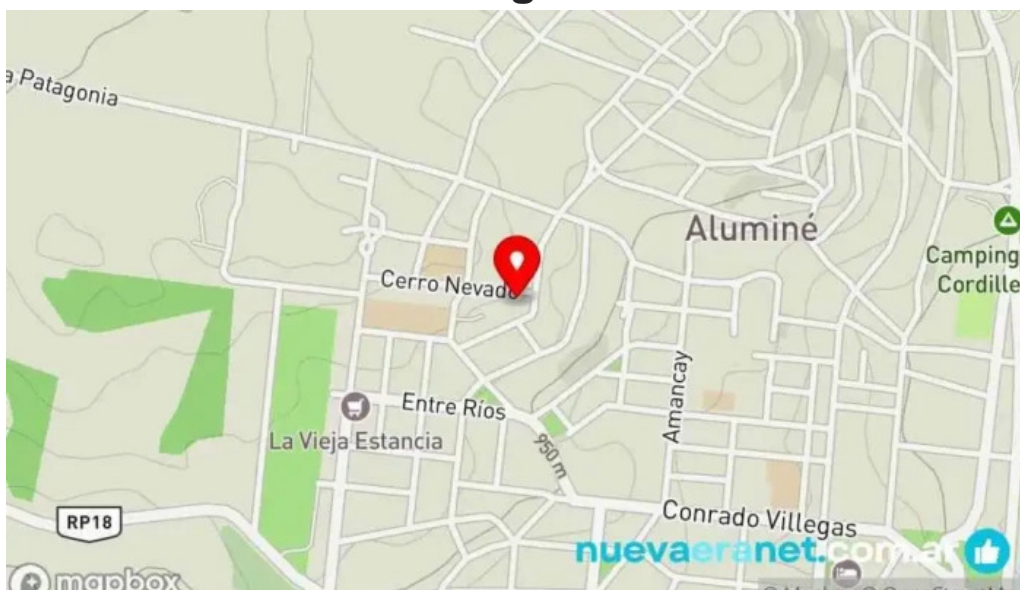 a Patagonia
Aluminé
Camping
Cordille
Cerro Nevado
Entre Ríos
La Vieja Estancia
Amancay
950 m
RP18
Conrado Villegas
nuevaeranet.com.ar
mapbox